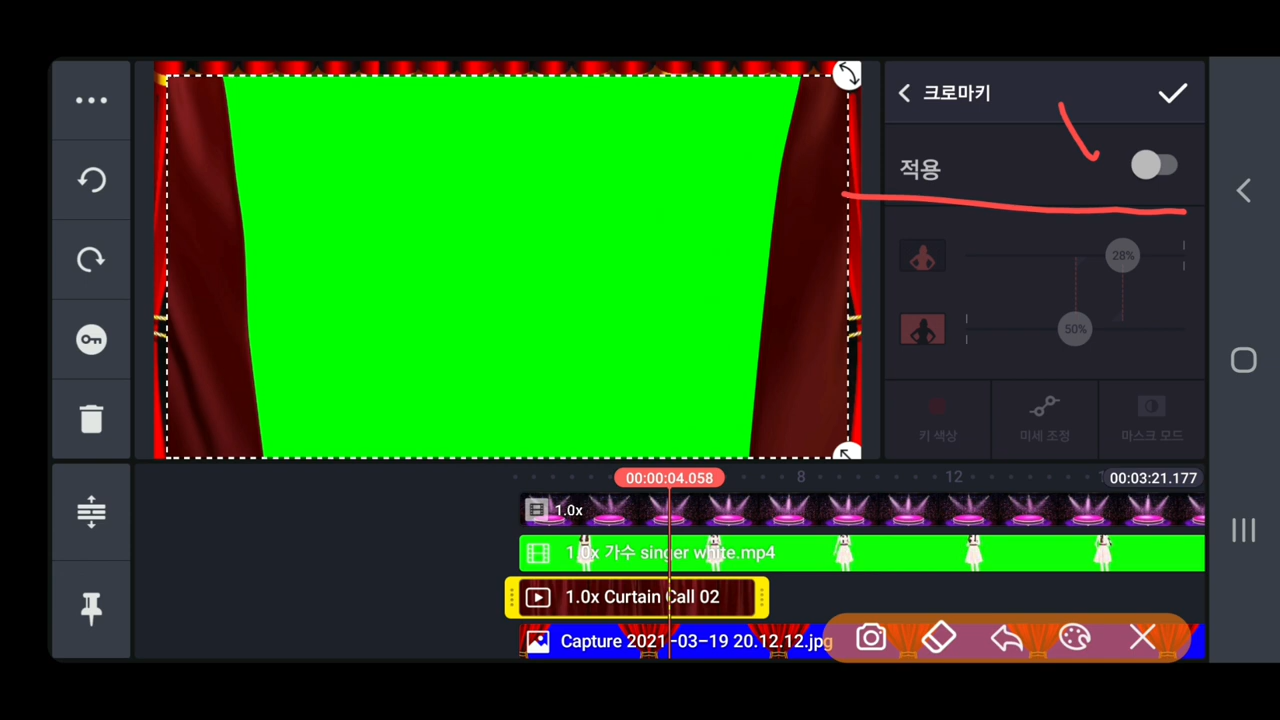 크로마키
적용
28%
50%
키 색상
미세 조정
마스크 모드
00:00:04.058
8
12
00:03:21.177
1.0x
1.0x 가수 singer white.mp4
1.0x Curtain Call 02
Capture 2021-03-19 20.12.12.jpg